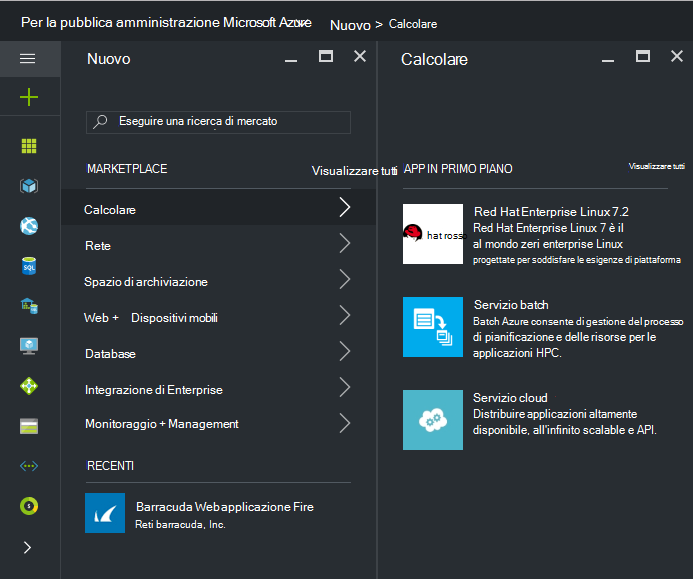 Per la pubblica amministrazione Microsoft Azure Nuovo > Calcolare
Nuovo
Eseguire una ricerca di mercato
MARKETPLACE Visualizzare tutti
Calcolare
Rete
Spazio di archiviazione
Web + Dispositivi mobili
Database
Integrazione di Enterprise
Monitoraggio + Management
RECENTI
Barracuda Web applicazione Fire
Reti barracuda, Inc.
SQL
Calcolare
APP IN PRIMO PIANO Visualizzare tutti
hat rosso
Red Hat Enterprise Linux 7.2
Red Hat Enterprise Linux 7 è il
al mondo zeri enterprise Linux
progettate per soddisfare le esigenze di piattaforma
Servizio batch
Batch Azure consente di gestione del processo
di pianificazione e delle risorse per le
applicazioni HPC.
Servizio cloud
Distribuire applicazioni altamente
disponibile, all'infinito scalable e API.